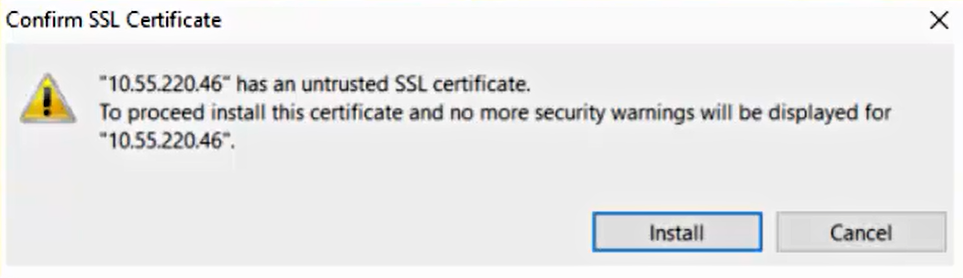 Confirm SSL Certificate
"10.55.220.46" has an untrusted SSL certificate.
To proceed install this certificate and no more security warnings will be displayed for
"10.55.220.46".
Install
Cancel